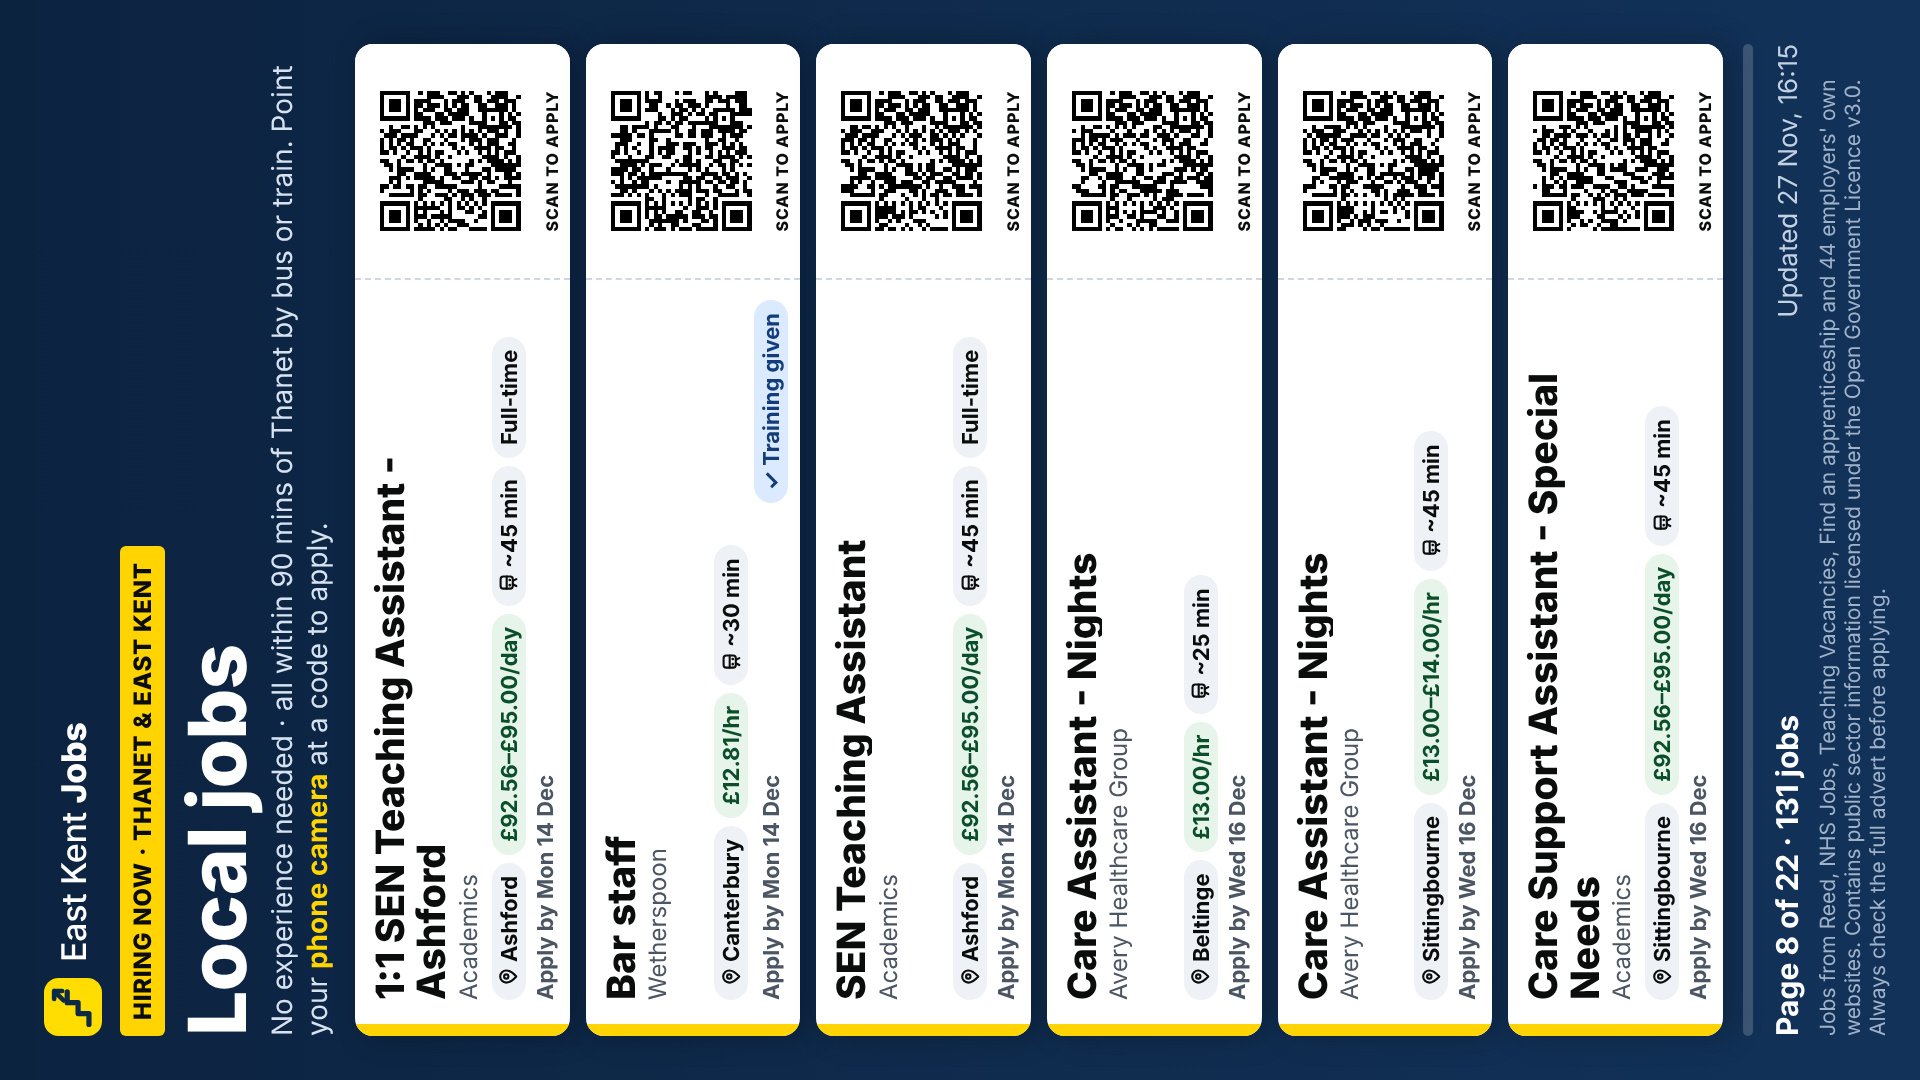 East Kent Jobs
HIRING NOW · THANET & EAST KENT
Local jobs
No experience needed · all within 90 mins of Thanet by bus or train. Point
your phone camera at a code to apply.
1:1 SEN Teaching Assistant -
Ashford
Academics
Ashford £92.56–£95.00/day ~45 min Full-time
Apply by Mon 14 Dec
SCAN TO APPLY
Bar staff
Wetherspoon
Canterbury £12.81/hr ~30 min
Apply by Mon 14 Dec
✓ Training given
SCAN TO APPLY
SEN Teaching Assistant
Academics
Ashford £92.56–£95.00/day ~45 min Full-time
Apply by Mon 14 Dec
SCAN TO APPLY
Care Assistant - Nights
Avery Healthcare Group
Beltinge £13.00/hr ~25 min
Apply by Wed 16 Dec
SCAN TO APPLY
Care Assistant - Nights
Avery Healthcare Group
Sittingbourne £13.00–£14.00/hr ~45 min
Apply by Wed 16 Dec
SCAN TO APPLY
Care Support Assistant - Special
Needs
Academics
Sittingbourne £92.56–£95.00/day ~45 min
Apply by Wed 16 Dec
SCAN TO APPLY
Page 8 of 22 · 131 jobs
Updated 27 Nov, 16:15
Jobs from Reed, NHS Jobs, Teaching Vacancies, Find an apprenticeship and 44 employers' own
websites. Contains public sector information licensed under the Open Government Licence v3.0.
Always check the full advert before applying.